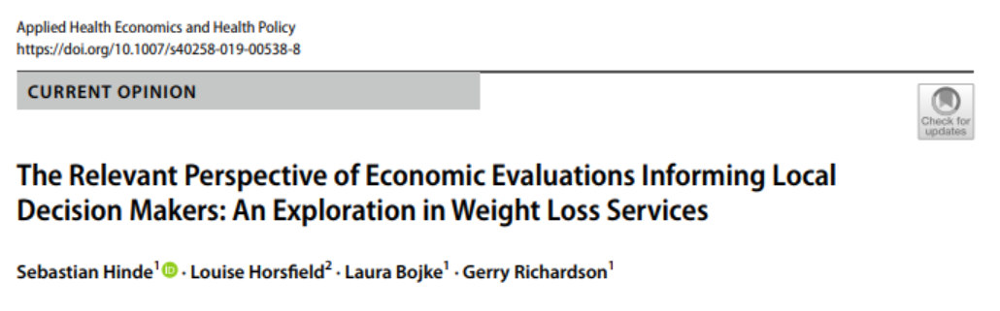 Applied Health Economics and Health Policy
https://doi.org/10.1007/s40258-019-00538-8
CURRENT OPINION
Check for
updates
The Relevant Perspective of Economic Evaluations Informing Local
Decision Makers: An Exploration in Weight Loss Services
Sebastian Hinde¹ iD · Louise Horsfield² · Laura Bojke¹ · Gerry Richardson¹